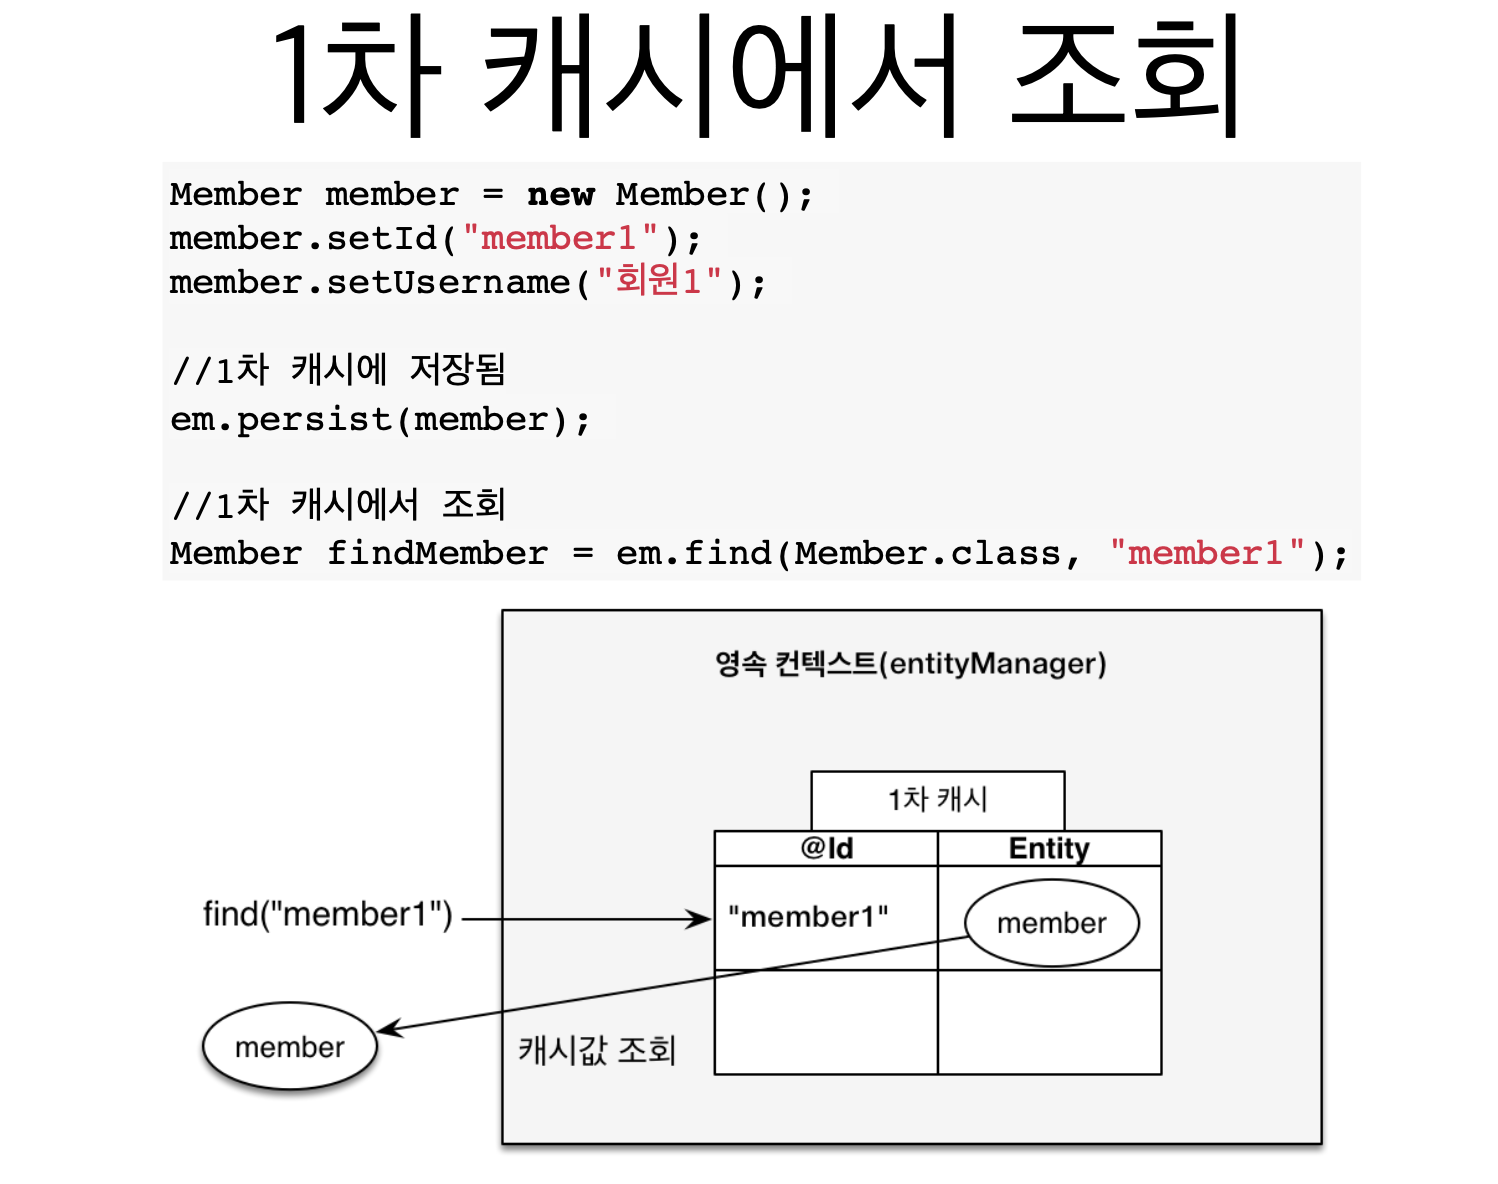 1차 캐시에서 조회
Member member = new Member();
member.setId("member1");
member.setUsername("회원1");
//1차 캐시에 저장됨
em.persist(member);
//1차 캐시에서 조회
Member findMember = em.find(Member.class, "member1");
영속 컨텍스트(entityManager)
1차 캐시
@Id Entity
find("member1") "member1" member
member 캐시값 조회